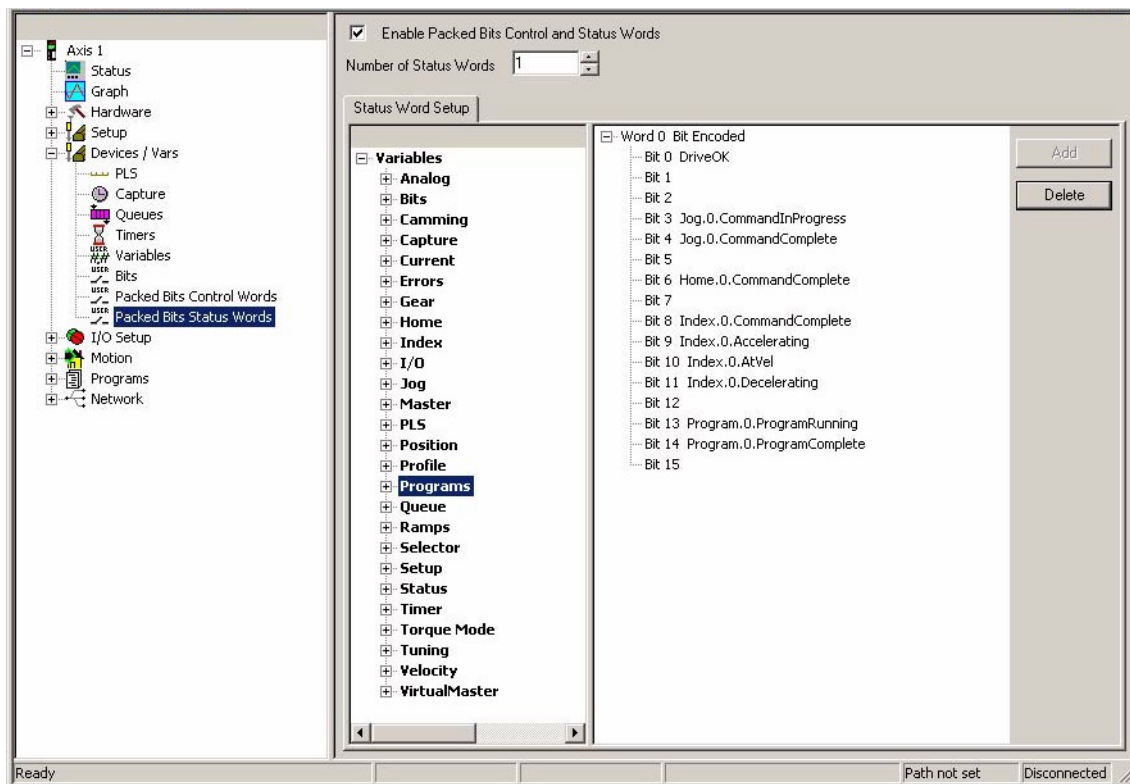 Enable Packed Bits Control and Status Words
Number of Status Words 1
Axis 1
Status
Graph
Hardware
Setup
Devices / Vars
PLS
Capture
Queues
Timers
USER
##.## Variables
USER
Bits
USER
Packed Bits Control Words
USER
Packed Bits Status Words
I/O Setup
Motion
Programs
Network
Status Word Setup
Variables
Analog
Bits
Camming
Capture
Current
Errors
Gear
Home
Index
I/O
Jog
Master
PLS
Position
Profile
Programs
Queue
Ramps
Selector
Setup
Status
Timer
Torque Mode
Tuning
Velocity
VirtualMaster
Word 0 Bit Encoded
Bit 0 DriveOK
Bit 1
Bit 2
Bit 3 Jog.0.CommandInProgress
Bit 4 Jog.0.CommandComplete
Bit 5
Bit 6 Home.0.CommandComplete
Bit 7
Bit 8 Index.0.CommandComplete
Bit 9 Index.0.Accelerating
Bit 10 Index.0.AtVel
Bit 11 Index.0.Decelerating
Bit 12
Bit 13 Program.0.ProgramRunning
Bit 14 Program.0.ProgramComplete
Bit 15
Add
Delete
Ready
Path not set
Disconnected